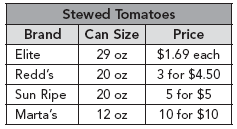 Stewed Tomatoes
Brand Can Size Price
Elite 29 oz $1.69 each
Redd's 20 oz 3 for $4.50
Sun Ripe 20 oz 5 for $5
Marta's 12 oz 10 for $10